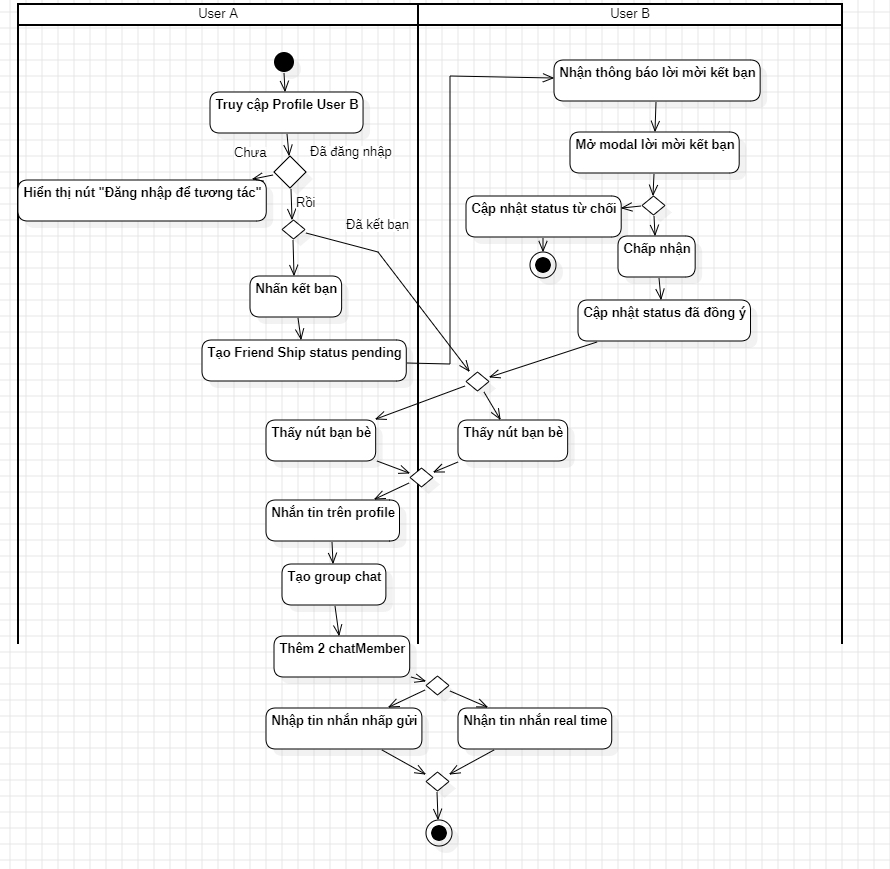 User A
User B
Truy cập Profile User B
Chưa
Đã đăng nhập
Hiển thị nút "Đăng nhập để tương tác"
Rồi
Đã kết bạn
Nhấn kết bạn
Tạo Friend Ship status pending
Nhận thông báo lời mời kết bạn
Mở modal lời mời kết bạn
Cập nhật status từ chối
Chấp nhận
Cập nhật status đã đồng ý
Thấy nút bạn bè
Thấy nút bạn bè
Nhắn tin trên profile
Tạo group chat
Thêm 2 chatMember
Nhập tin nhắn nhấp gửi
Nhận tin nhắn real time